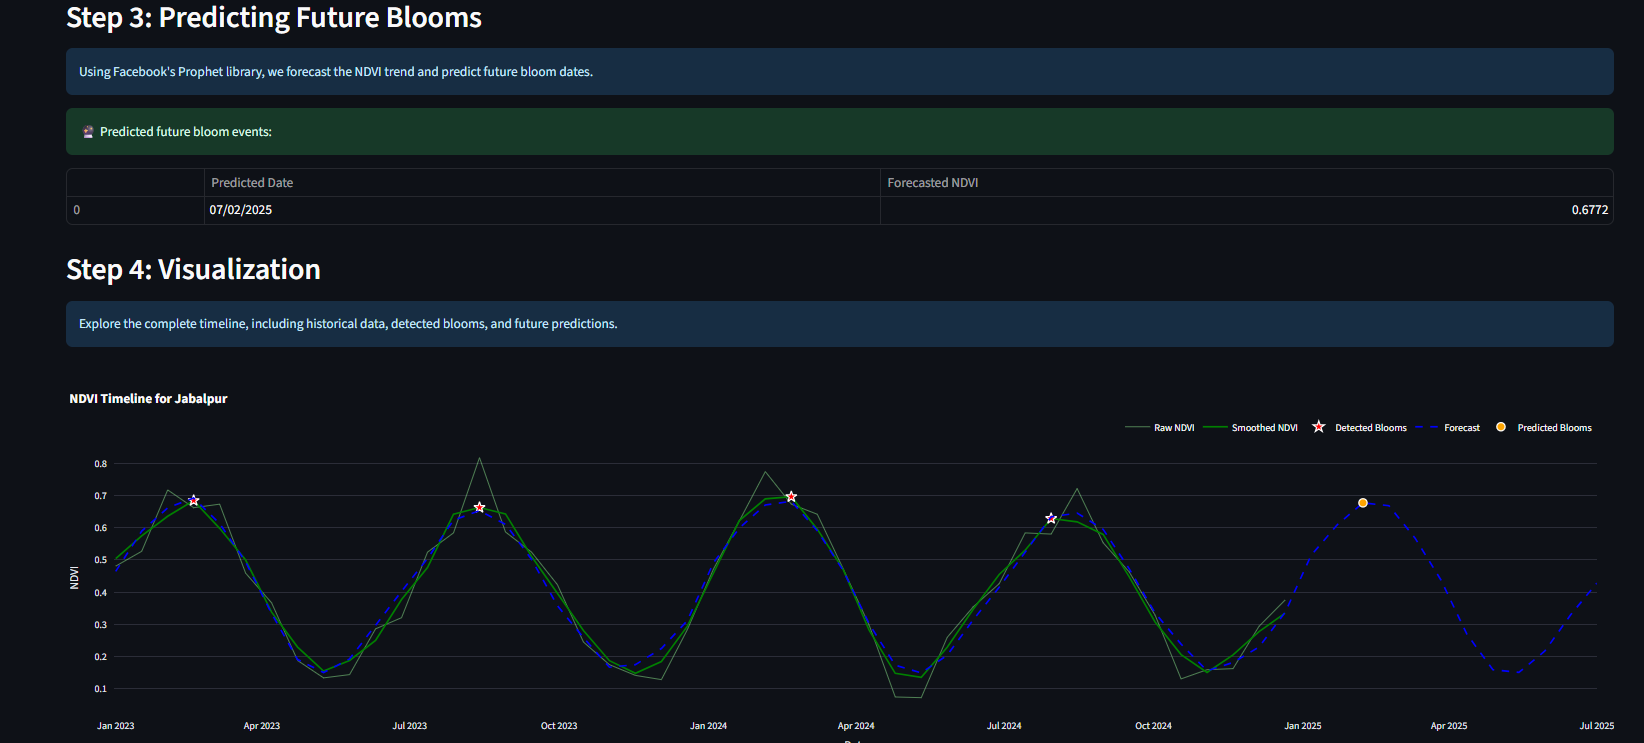 Step 3: Predicting Future Blooms
Using Facebook's Prophet library, we forecast the NDVI trend and predict future bloom dates.
Predicted future bloom events:
Predicted Date Forecasted NDVI
0 07/02/2025 0.6772
Step 4: Visualization
Explore the complete timeline, including historical data, detected blooms, and future predictions.
NDVI Timeline for Jabalpur
Raw NDVI Smoothed NDVI Detected Blooms Forecast Predicted Blooms
0.8
0.7
0.6
0.5
0.4
0.3
0.2
0.1
NDVI
Jan 2023 Apr 2023 Jul 2023 Oct 2023 Jan 2024 Apr 2024 Jul 2024 Oct 2024 Jan 2025 Apr 2025 Jul 2025